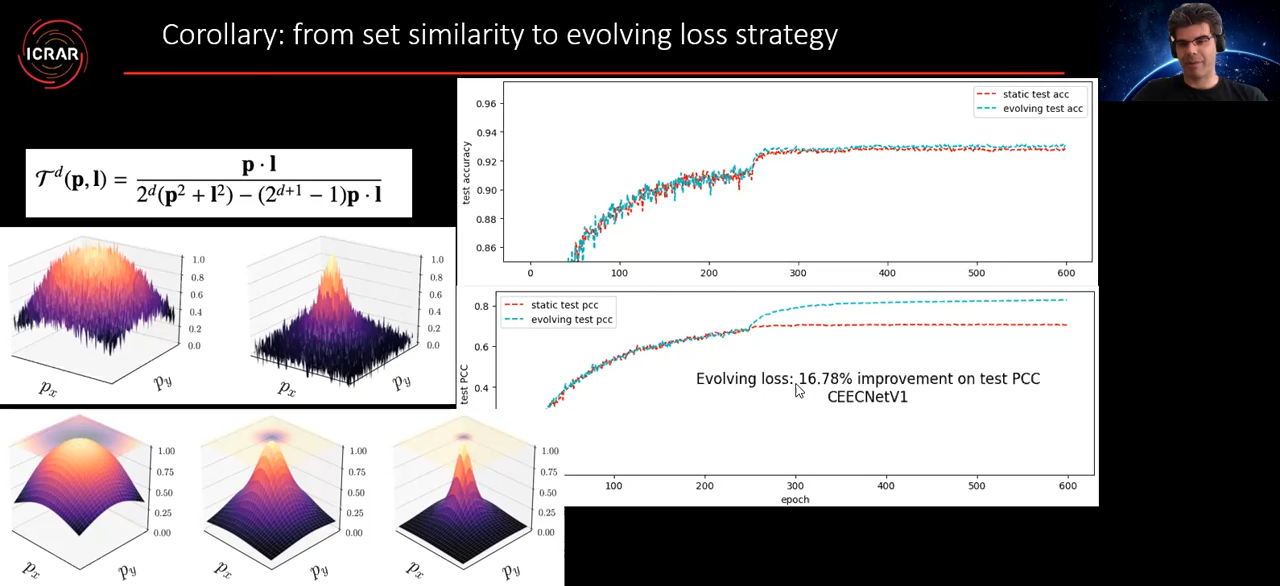 ICRAR
Corollary: from set similarity to evolving loss strategy
𝒯^d(p, l) = p · l / (2^d(p² + l²) − (2^{d+1} − 1)p · l)
static test acc
evolving test acc
test accuracy
0.96
0.94
0.92
0.90
0.88
0.86
0 100 200 300 400 500 600
static test pcc
evolving test pcc
test PCC
0.8
0.6
0.4
Evolving loss: 16.78% improvement on test PCC
CEECNetV1
100 200 300 400 500 600
epoch
1.0
0.8
0.6
0.4
0.2
0.0
p_x
p_y
1.0
0.8
0.6
0.4
0.2
0.0
p_x
p_y
1.00
0.75
0.50
0.25
0.00
p_x
p_y
1.00
0.75
0.50
0.25
0.00
p_x
p_y
1.00
0.75
0.50
0.25
0.00
p_x
p_y